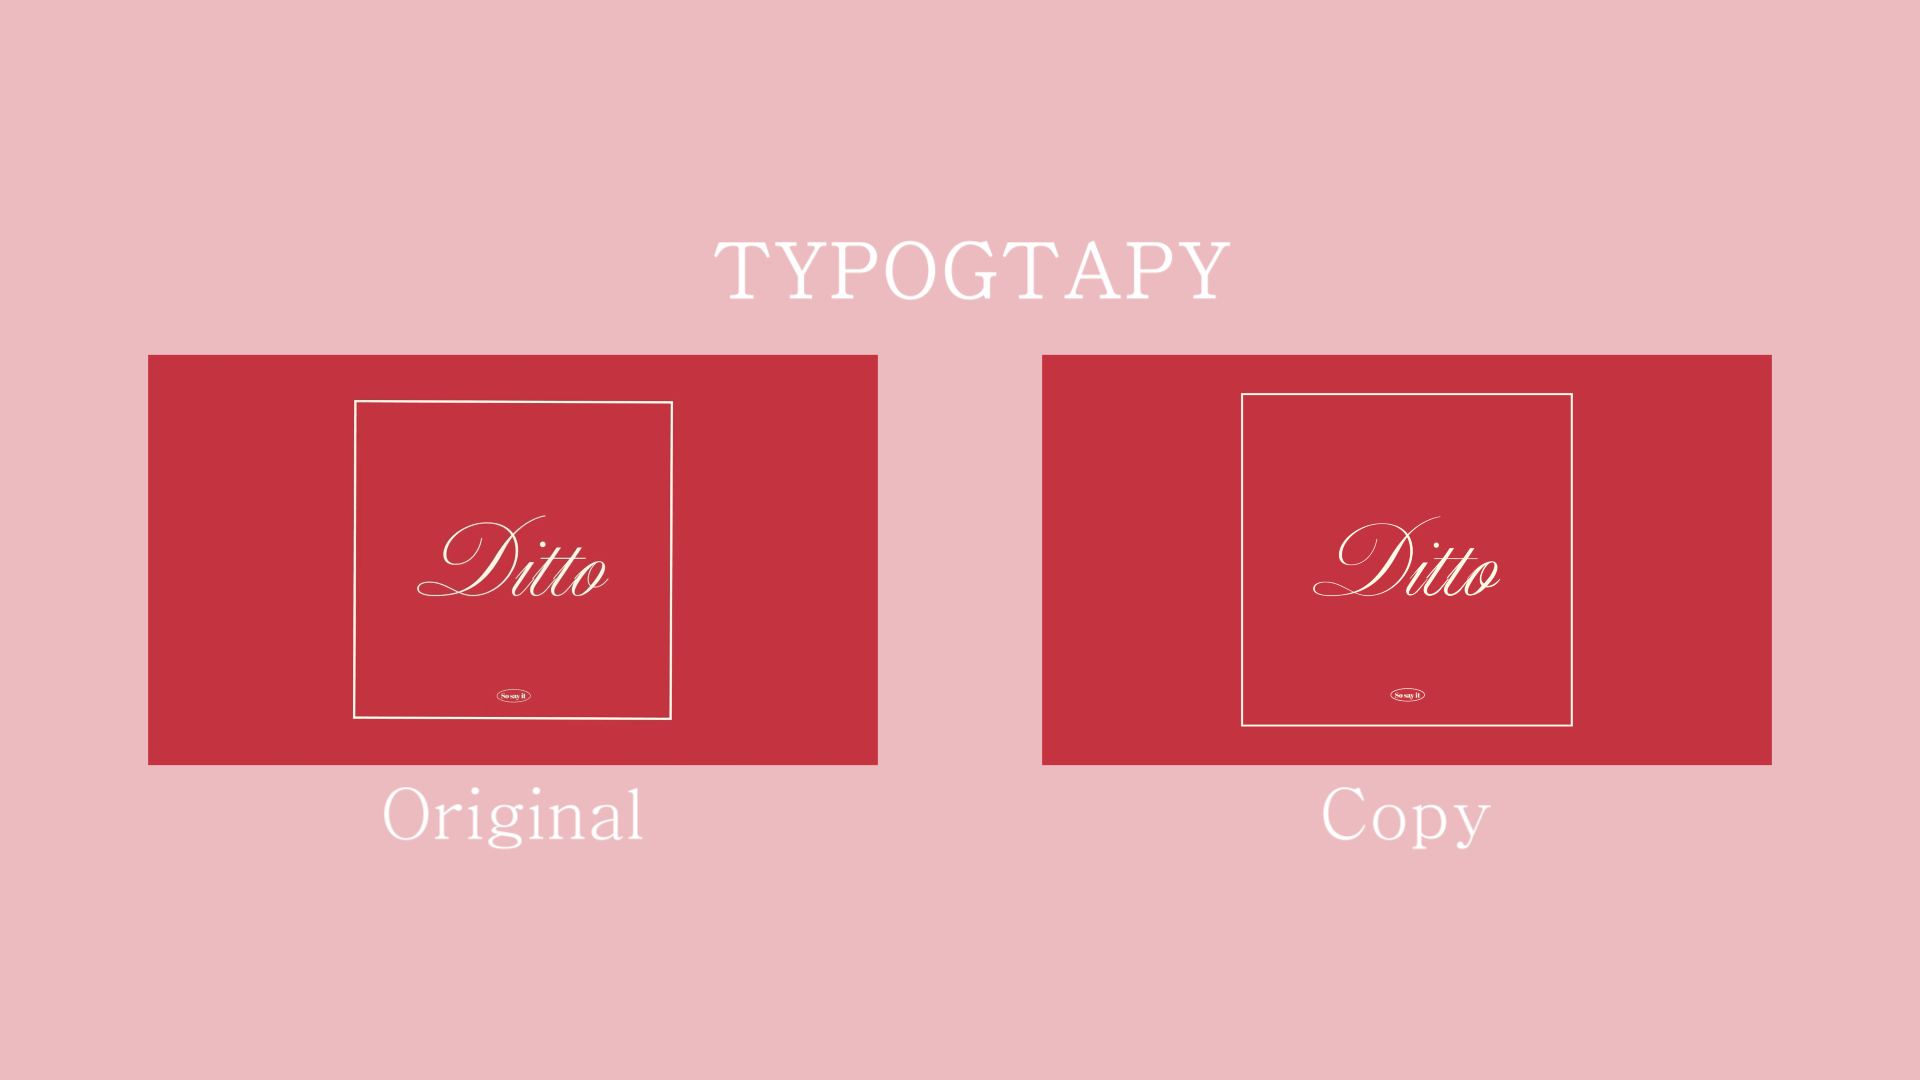 TYPOGTAPY
Ditto
So say it
Original
Ditto
So say it
Copy